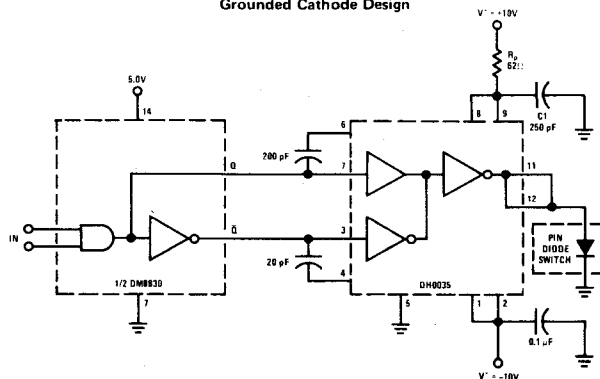 Grounded Cathode Design
V⁺ = +10V
Rp
62Ω
C1
250 pF
5.0V
14
8
9
6
200 pF
Q
7
11
12
IN
Q̄
3
20 pF
4
PIN
DIODE
SWITCH
1/2 DM8830
7
DH0035
5
1
2
0.1 µF
V⁻ = -10V